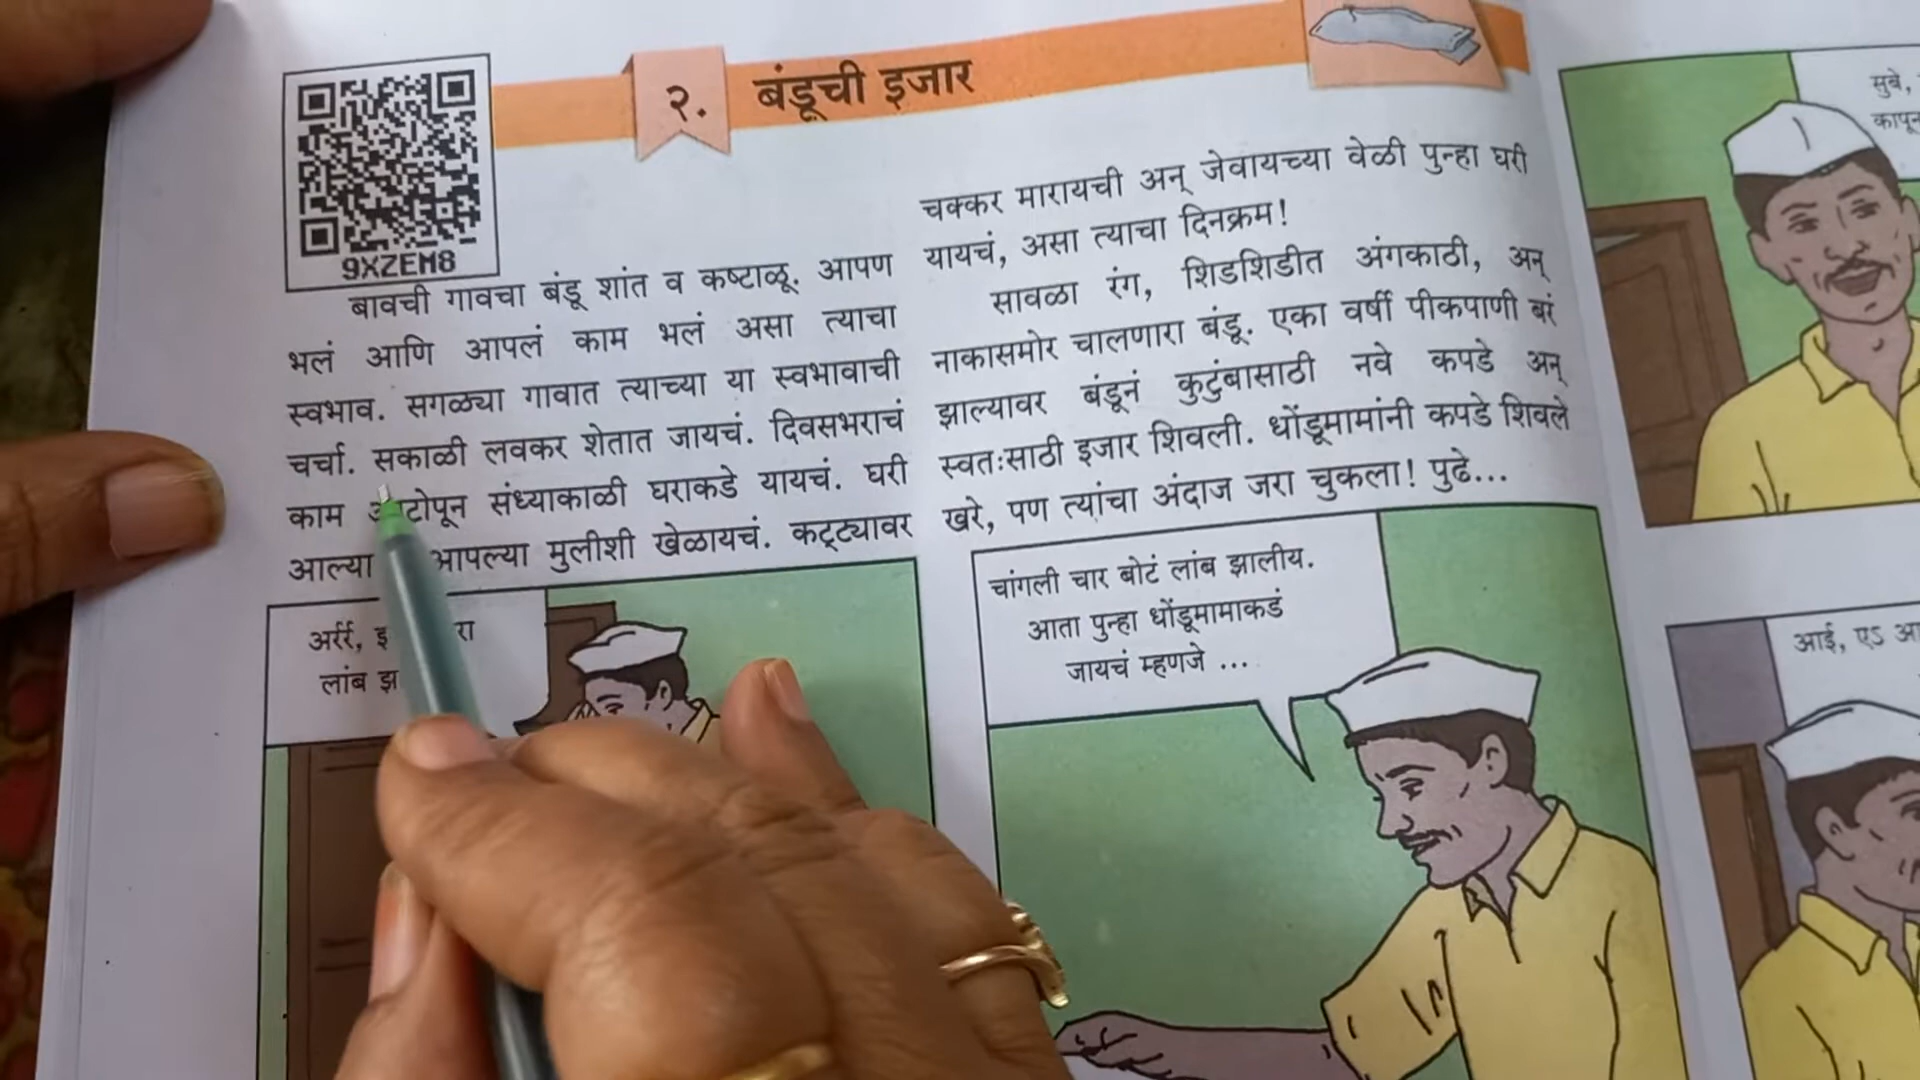 २. बंडूची इजार
9XZEM8
बावची गावचा बंडू शांत व कष्टाळू. आपण
भलं आणि आपलं काम भलं असा त्याचा
स्वभाव. सगळ्या गावात त्याच्या या स्वभावाची
चर्चा. सकाळी लवकर शेतात जायचं. दिवसभराचं
काम संध्याकाळी घराकडे यायचं. घरी
आल्या आपल्या मुलीशी खेळायचं. कट्ट्यावर
चक्कर मारायची अन् जेवायच्या वेळी पुन्हा घरी
यायचं, असा त्याचा दिनक्रम!
सावळा रंग, शिडशिडीत अंगकाठी, अन्
नाकासमोर चालणारा बंडू. एका वर्षी पीकपाणी बरं
झाल्यावर बंडूनं कुटुंबासाठी नवे कपडे अन्
स्वतःसाठी इजार शिवली. धोंडूमामांनी कपडे शिवले
खरे, पण त्यांचा अंदाज जरा चुकला! पुढे...
अर्रर्र,
लांब
चांगली चार बोटं लांब झालीय.
आता पुन्हा धोंडूमामाकडं
जायचं म्हणजे ...
सुबे,
आई, एऽ